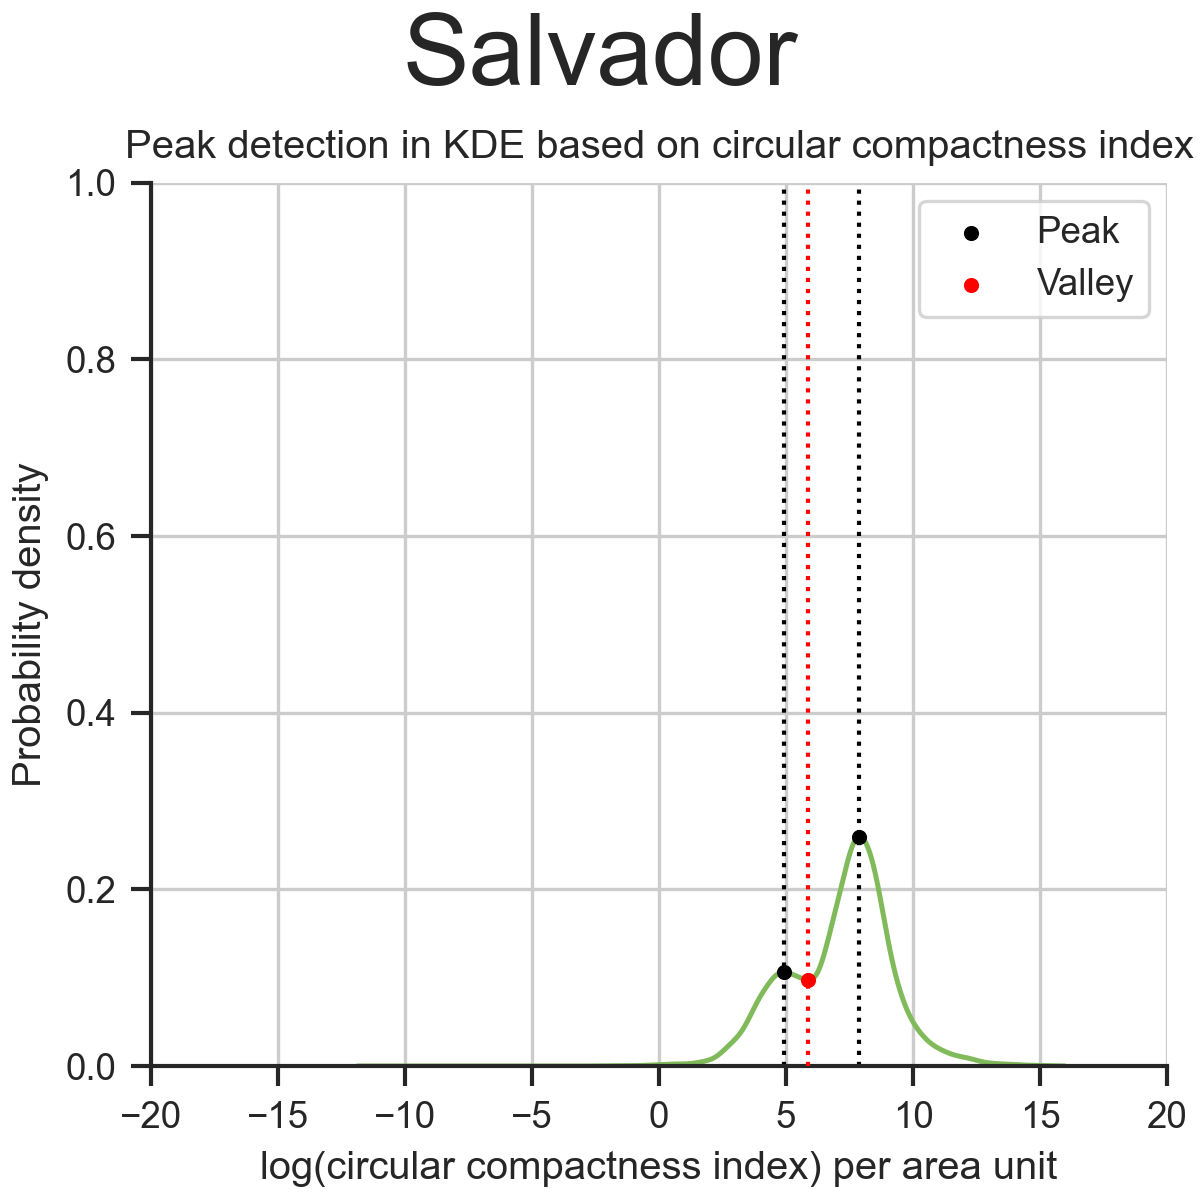 Salvador
Peak detection in KDE based on circular compactness index
Peak
Valley
1.0
0.8
0.6
0.4
0.2
0.0
Probability density
−20 −15 −10 −5 0 5 10 15 20
log(circular compactness index) per area unit